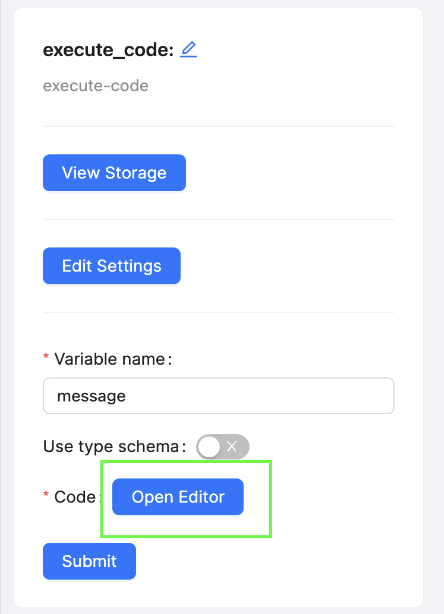 execute_code:
execute-code
View Storage
Edit Settings
* Variable name:
message
Use type schema:
* Code: Open Editor
Submit